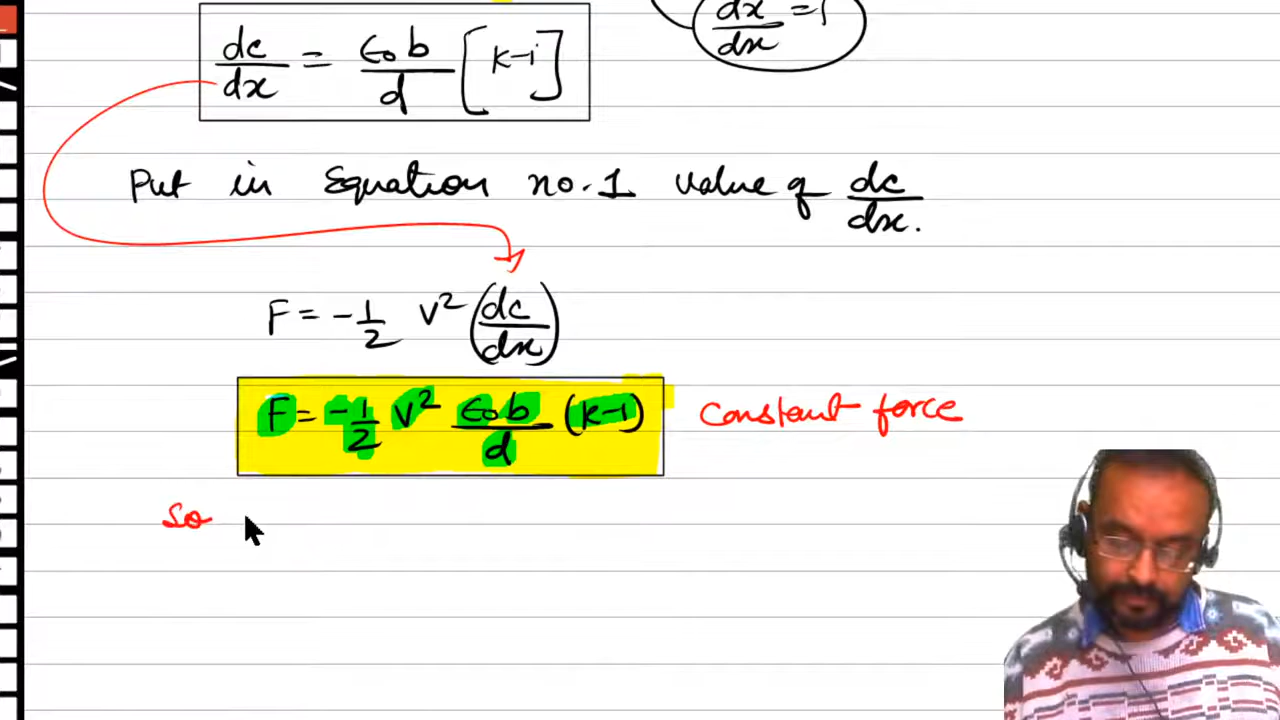 dx/dx = 1
dc/dx = ε₀b/d [k-1]
Put in Equation no.1 value of dc/dx.
F = -1/2 V² (dc/dx)
F = -1/2 V² ε₀b/d (k-1) constant force
So